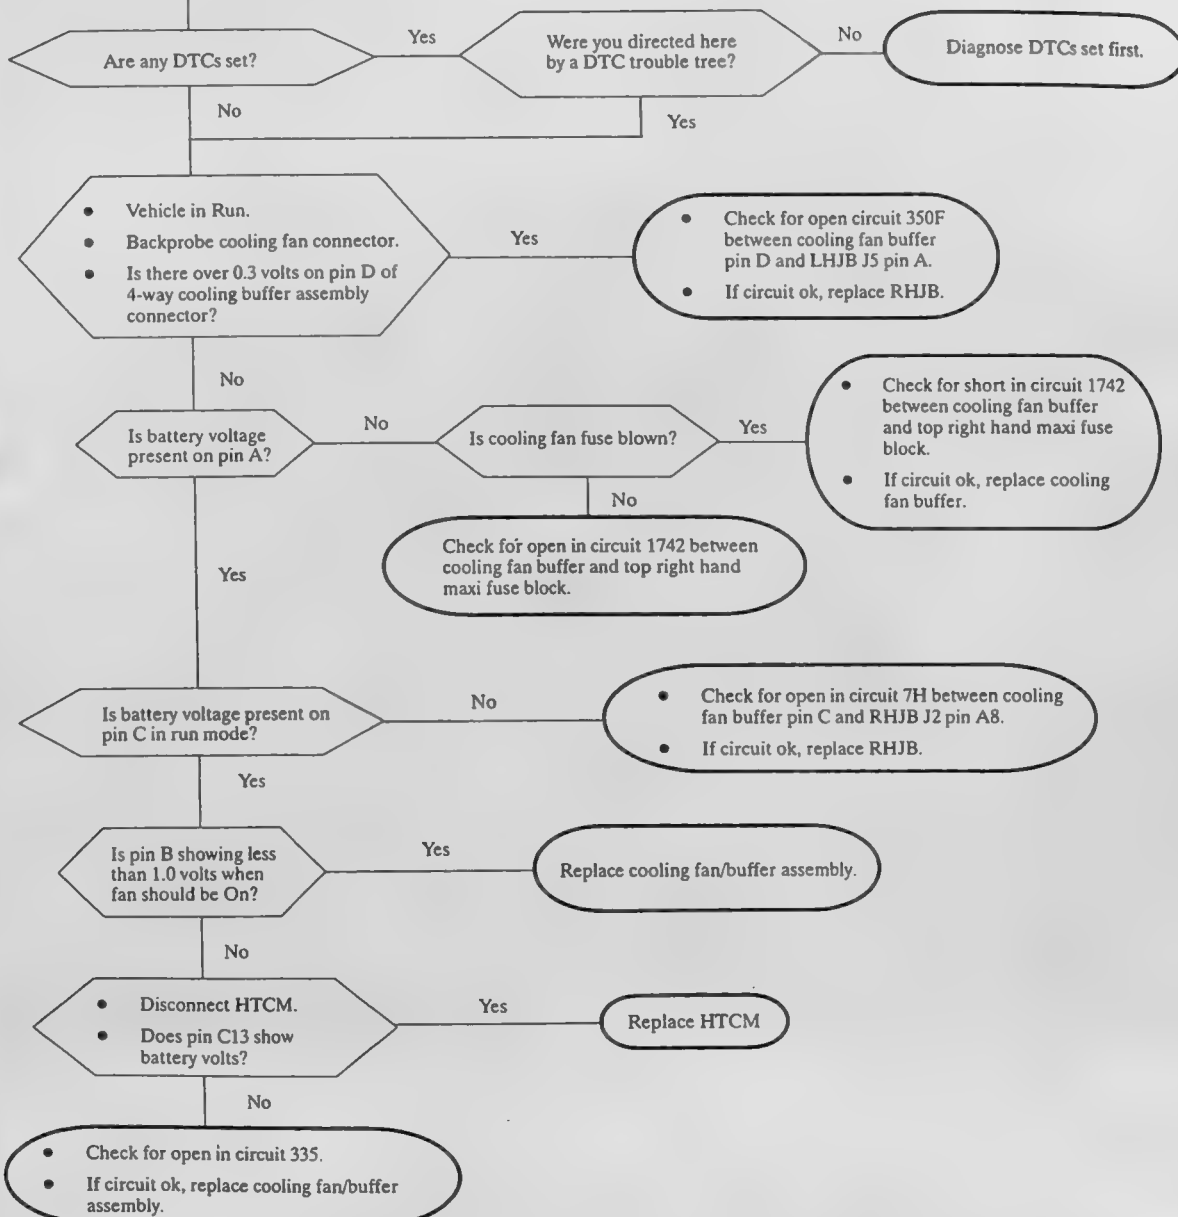 Are any DTCs set?
Yes
Were you directed here
by a DTC trouble tree?
No
Diagnose DTCs set first.
No
Yes
• Vehicle in Run.
• Backprobe cooling fan connector.
• Is there over 0.3 volts on pin D of
4-way cooling buffer assembly
connector?
Yes
• Check for open circuit 350F
between cooling fan buffer
pin D and LHJB J5 pin A.
• If circuit ok, replace RHJB.
No
Is battery voltage
present on pin A?
No
Is cooling fan fuse blown?
Yes
• Check for short in circuit 1742
between cooling fan buffer
and top right hand maxi fuse
block.
• If circuit ok, replace cooling
fan buffer.
No
Check for open in circuit 1742 between
cooling fan buffer and top right hand
maxi fuse block.
Yes
Is battery voltage present on
pin C in run mode?
No
• Check for open in circuit 7H between cooling
fan buffer pin C and RHJB J2 pin A8.
• If circuit ok, replace RHJB.
Yes
Is pin B showing less
than 1.0 volts when
fan should be On?
Yes
Replace cooling fan/buffer assembly.
No
• Disconnect HTCM.
• Does pin C13 show
battery volts?
Yes
Replace HTCM
No
• Check for open in circuit 335.
• If circuit ok, replace cooling fan/buffer
assembly.